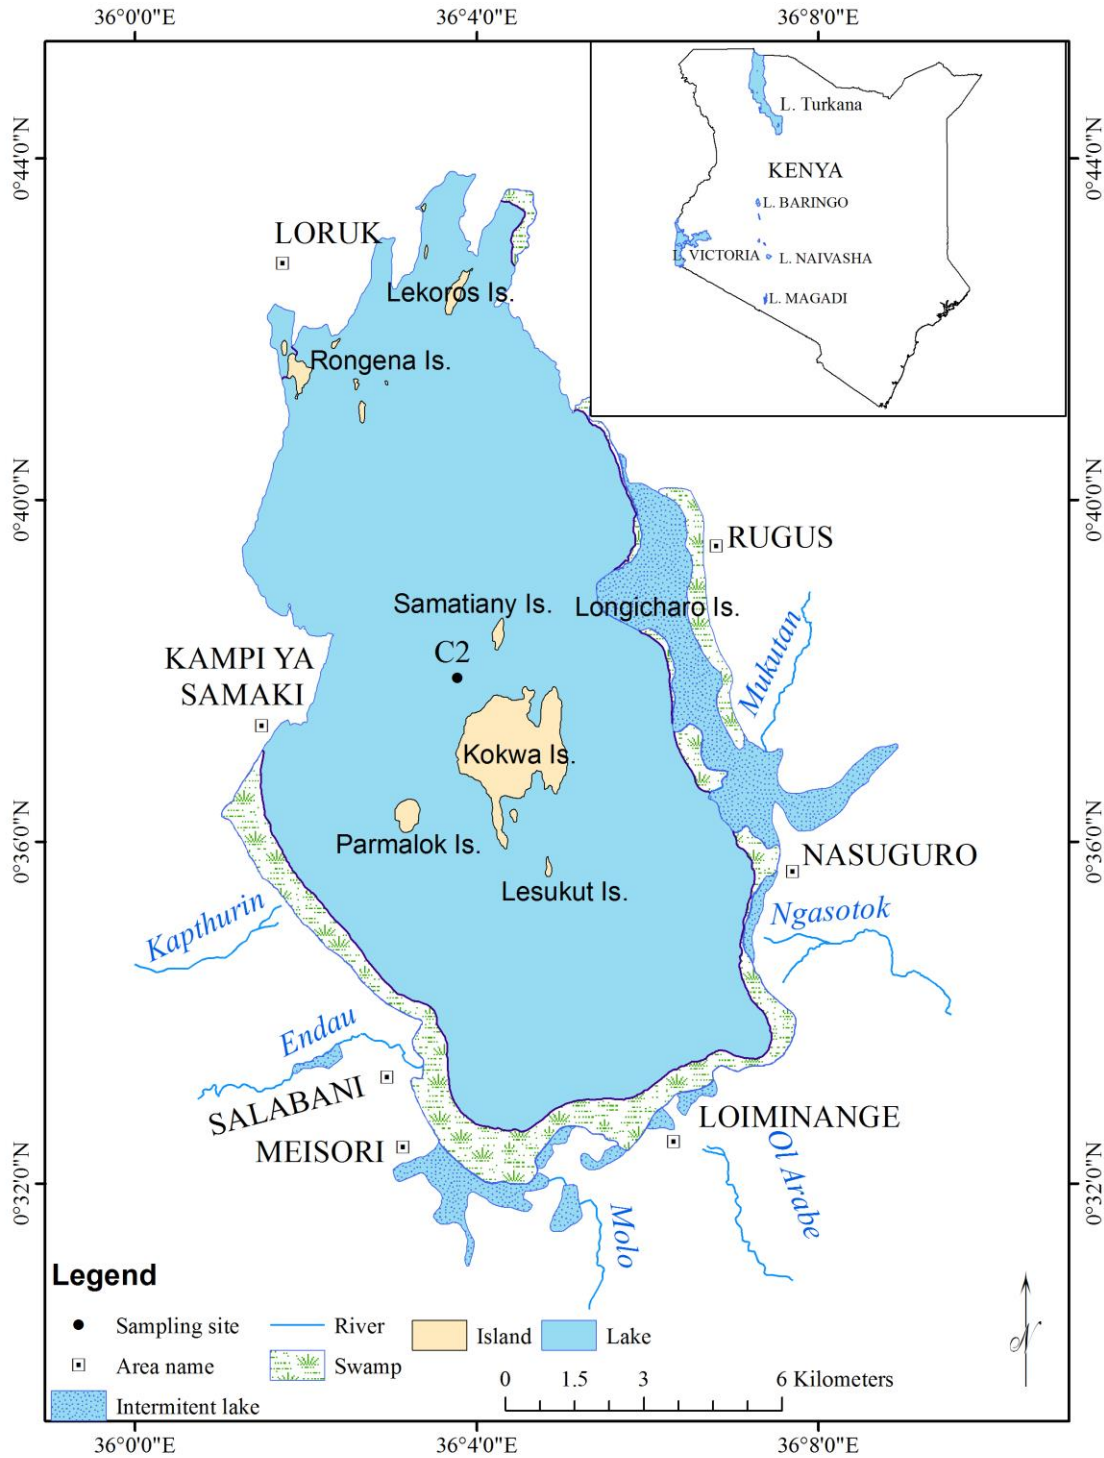 36°0'0"E
36°4'0"E
36°8'0"E
0°44'0"N
0°44'0"N
L. Turkana
KENYA
L. BARINGO
L. VICTORIA
L. NAIVASHA
L. MAGADI
LORUK
Lekoros Is.
Rongena Is.
0°40'0"N
0°40'0"N
RUGUS
Samatiany Is.
Longicharo Is.
C2
KAMPI YA
SAMAKI
Mukutan
Kokwa Is.
Parmalok Is.
0°36'0"N
0°36'0"N
NASUGURO
Lesukut Is.
Kapthurin
Ngasotok
Endau
SALABANI
LOIMINANGE
MEISORI
Ol Arabe
0°32'0"N
0°32'0"N
Molo
Legend
Sampling site
River
Island
Lake
Area name
Swamp
Intermitent lake
0 1.5 3 6 Kilometers
N
36°0'0"E
36°4'0"E
36°8'0"E